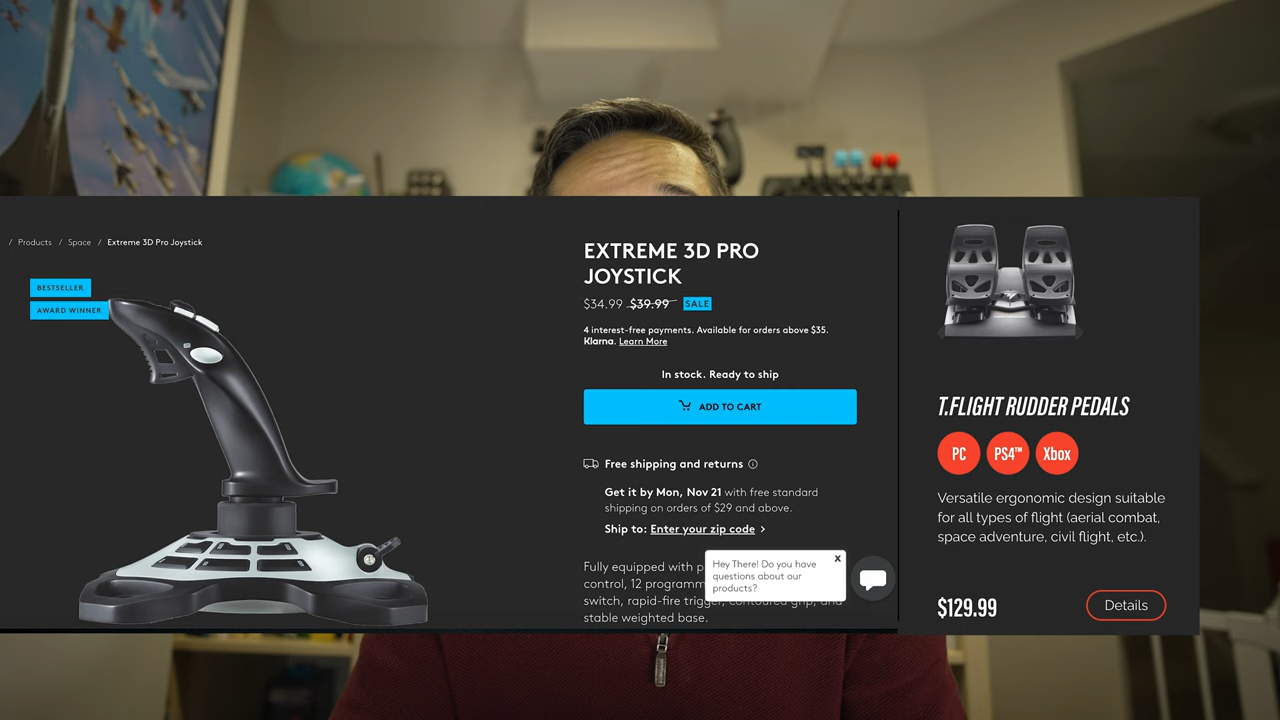 / Products / Space / Extreme 3D Pro Joystick
BESTSELLER
AWARD WINNER
EXTREME 3D PRO
JOYSTICK
$34.99 $39.99 SALE
4 interest-free payments. Available for orders above $35.
Klarna. Learn More
In stock. Ready to ship
ADD TO CART
Free shipping and returns
Get it by Mon, Nov 21 with free standard
shipping on orders of $29 and above.
Ship to: Enter your zip code >
Fully equipped with p
control, 12 programm
switch, rapid-fire trigger, contoured grip, and
stable weighted base.
Hey There! Do you have
questions about our
products?
X
T.FLIGHT RUDDER PEDALS
PC PS4™ Xbox
Versatile ergonomic design suitable
for all types of flight (aerial combat,
space adventure, civil flight, etc.).
$129.99 Details